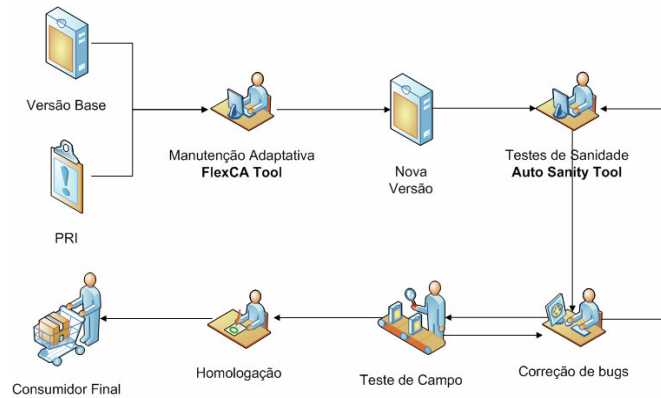 Versão Base
PRI
Manutenção Adaptativa
FlexCA Tool
Nova
Versão
Testes de Sanidade
Auto Sanity Tool
Consumidor Final
Homologação
Teste de Campo
Correção de bugs